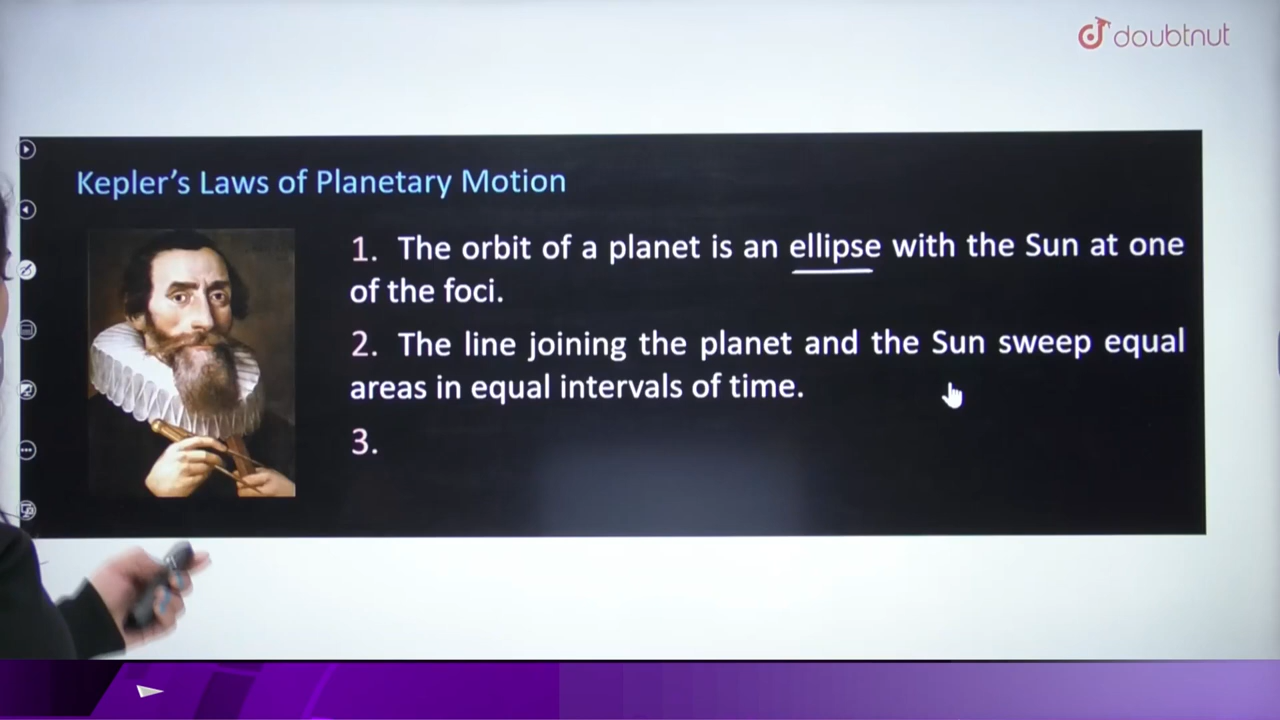 doubtnut
Kepler's Laws of Planetary Motion
1. The orbit of a planet is an ellipse with the Sun at one
of the foci.
2. The line joining the planet and the Sun sweep equal
areas in equal intervals of time.
3.